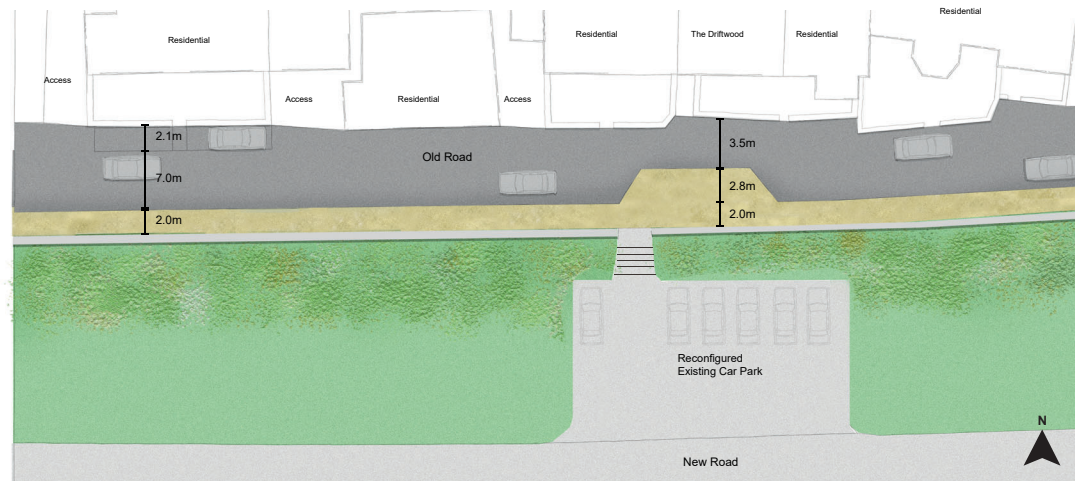 Residential
Residential
Residential
The Driftwood
Residential
Access
Access
Residential
Access
2.1m
7.0m
2.0m
Old Road
3.5m
2.8m
2.0m
Reconfigured
Existing Car Park
N
New Road